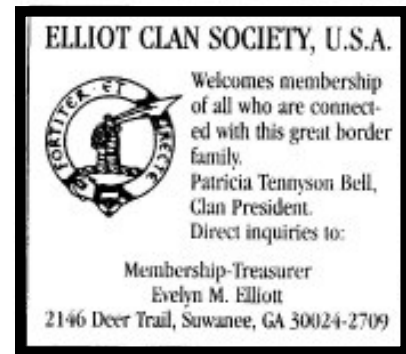 ELLIOT CLAN SOCIETY, U.S.A.
FORTITER · ET RECTE
Welcomes membership
of all who are connect-
ed with this great border
family.
Patricia Tennyson Bell,
Clan President.
Direct inquiries to:
Membership-Treasurer
Evelyn M. Elliott
2146 Deer Trail, Suwanee, GA 30024-2709